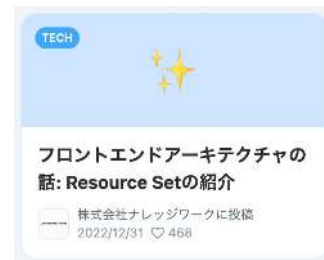 TECH
フロントエンドアーキテクチャの
話: Resource Setの紹介
株式会社ナレッジワークに投稿
2022/12/31 ♡ 468